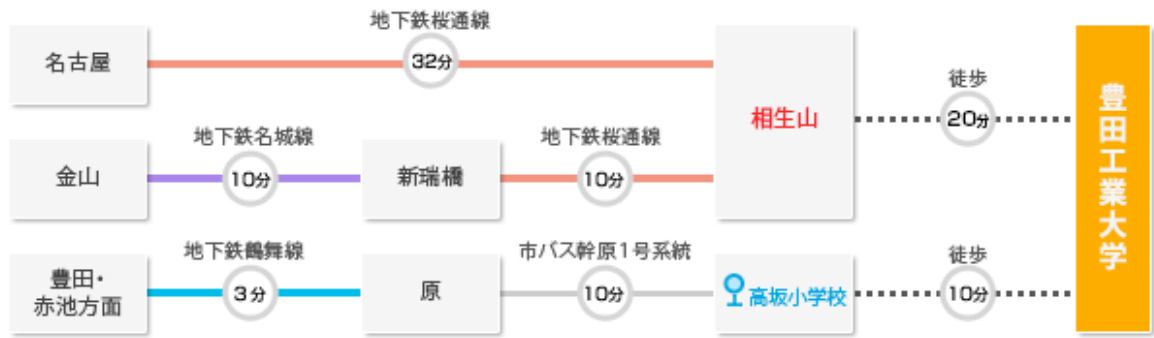 地下鉄桜通線
名古屋
32分
相生山
徒歩
20分
豊田工業大学
地下鉄名城線
金山
10分
新瑞橋
地下鉄桜通線
10分
地下鉄鶴舞線
豊田・
赤池方面
3分
原
市バス幹原1号系統
10分
高坂小学校
徒歩
10分